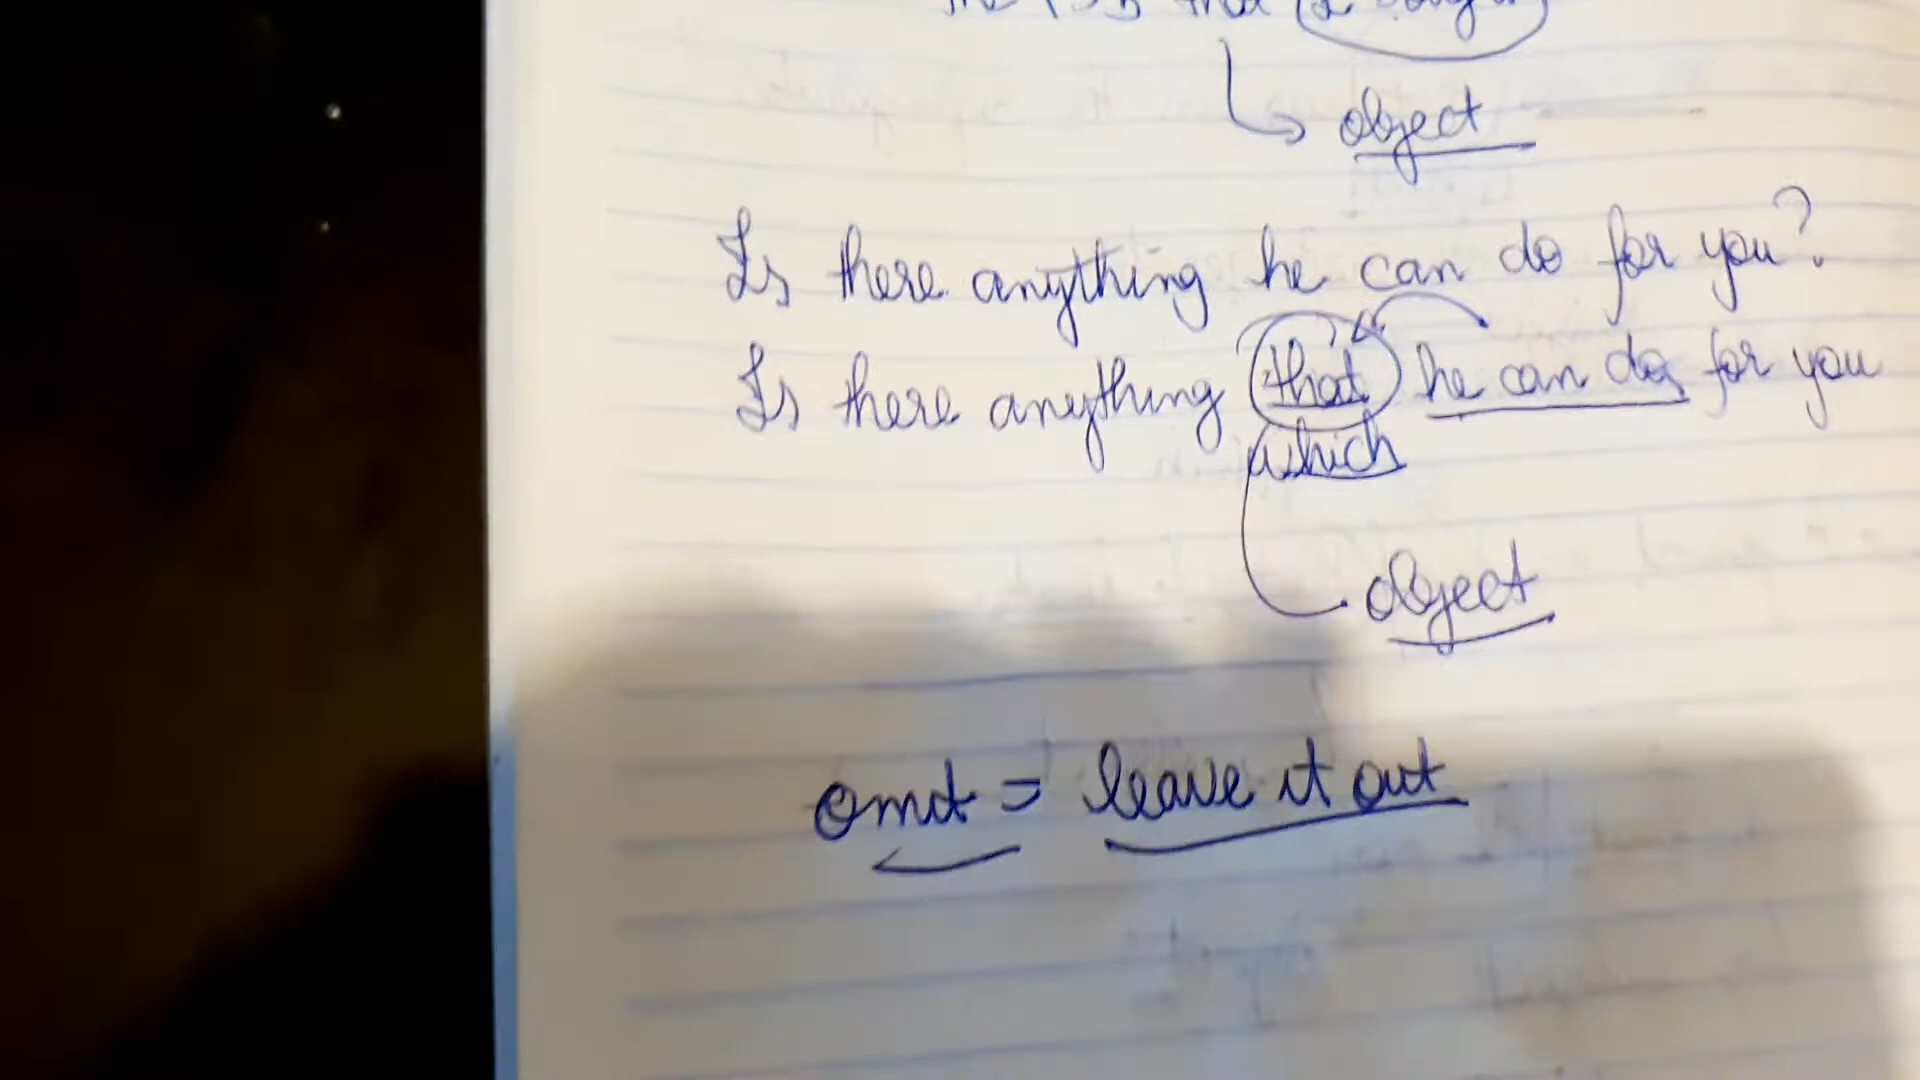 that
object
Is there anything he can do for you?
Is there anything that he can do for you
which
object
omit = leave it out